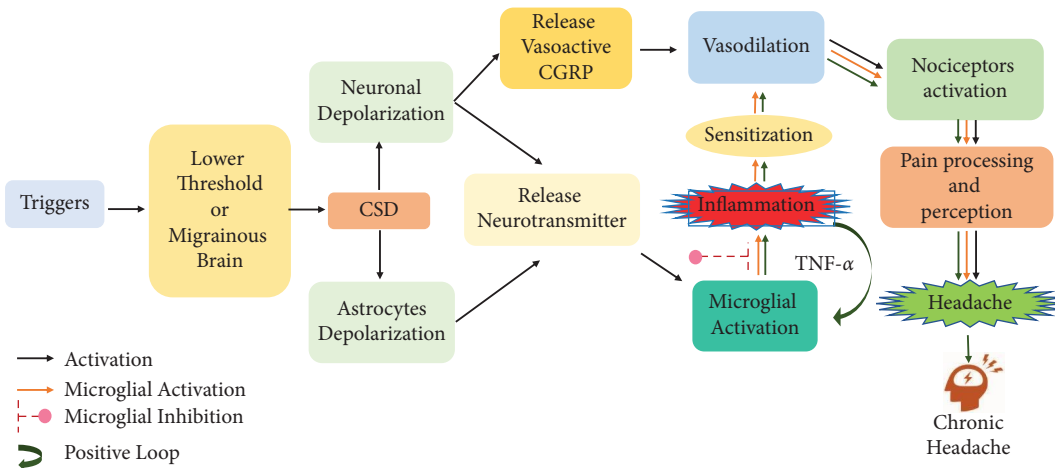 Triggers
Lower
Threshold
or
Migrainous
Brain
CSD
Neuronal
Depolarization
Astrocytes
Depolarization
Release
Vasoactive
CGRP
Release
Neurotransmitter
Vasodilation
Sensitization
Inflammation
TNF-α
Microglial
Activation
Nociceptors
activation
Pain processing
and
perception
Headache
Chronic
Headache
Activation
Microglial Activation
Microglial Inhibition
Positive Loop